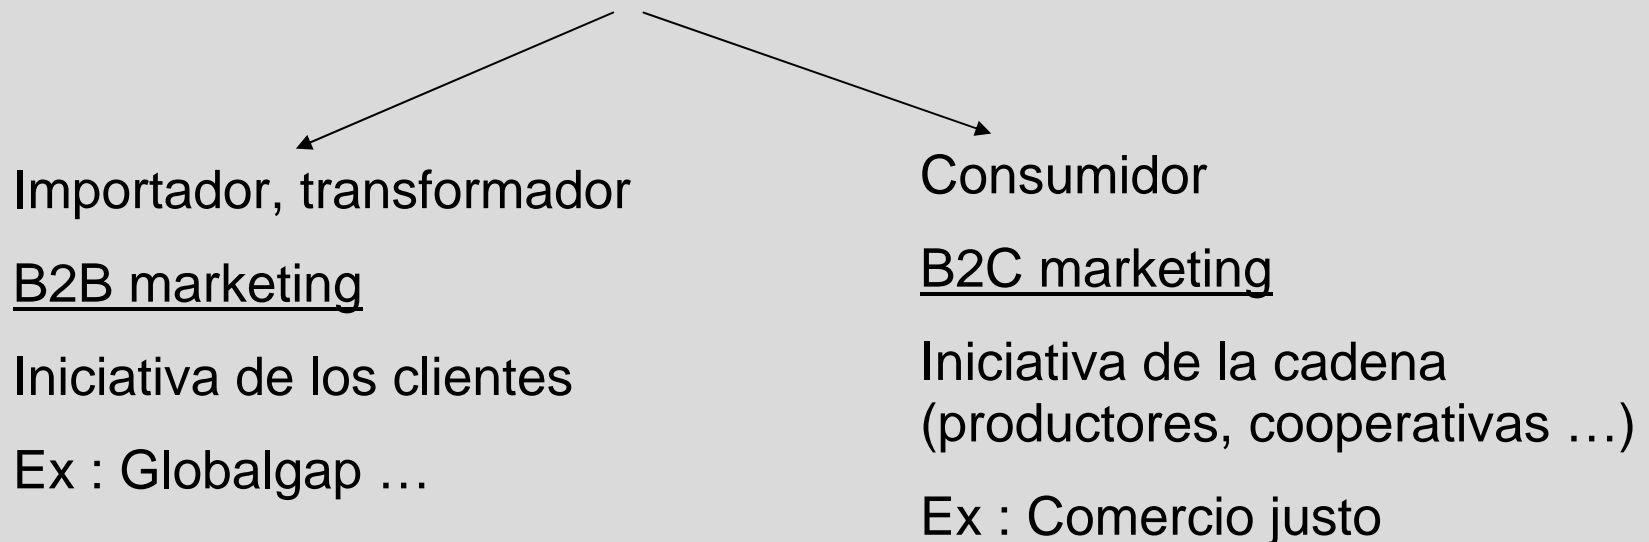 Importador, transformador
B2B marketing
Iniciativa de los clientes
Ex : Globalgap …
Consumidor
B2C marketing
Iniciativa de la cadena
(productores, cooperativas …)
Ex : Comercio justo